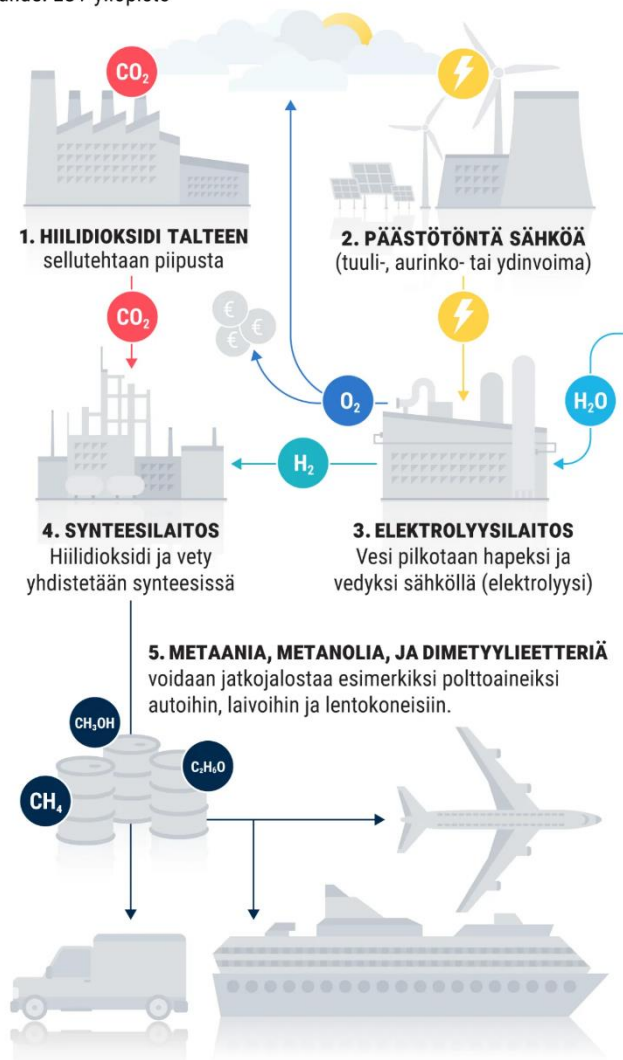 CO₂
1. HIILIDIOKSIDI TALTEEN
sellutehtaan piipusta
2. PÄÄSTÖTÖNTÄ SÄHKÖÄ
(tuuli-, aurinko- tai ydinvoima)
CO₂
€
€
€
O₂
H₂O
H₂
4. SYNTEESILAITOS
Hiilidioksidi ja vety
yhdistetään synteesissä
3. ELEKTROLYYSILAITOS
Vesi pilkotaan hapeksi ja
vedyksi sähköllä (elektrolyysi)
5. METAANIA, METANOLIA, JA DIMETYYLIEETTERIÄ
voidaan jatkojalostaa esimerkiksi polttoaineiksi
autoihin, laivoihin ja lentokoneisiin.
CH₃OH
C₂H₆O
CH₄